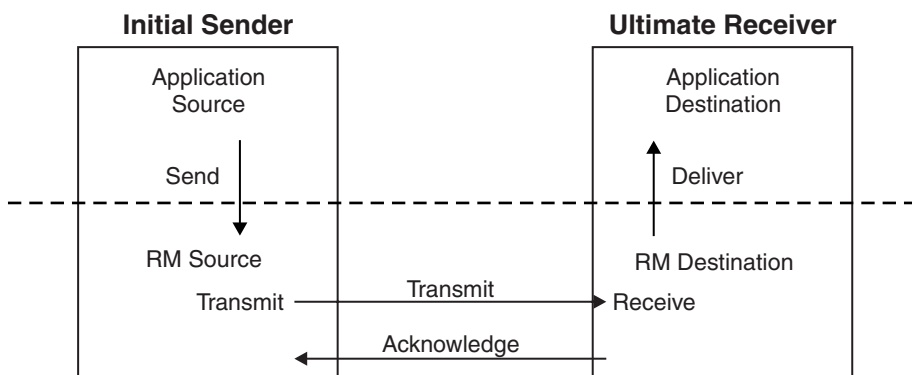 Initial Sender
Ultimate Receiver
Application
Source
Application
Destination
Send
Deliver
RM Source
RM Destination
Transmit
Transmit
Receive
Acknowledge